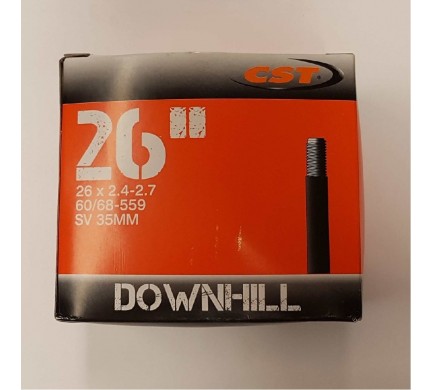 CST
26"
26 x 2.4-2.7
60/68-559
SV 35MM
DOWNHILL